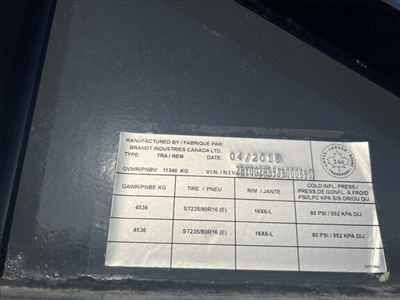 MANUFACTURED BY / FABRIQUÉ PAR:
BRANDT INDUSTRIES CANADA LTD.
TYPE: TRA / REM DATE: 04/2018
GVWR/PNBV: 11340 KG V.I.N. / N.I.V.
GAWR/PNBE KG TIRE / PNEU RIM / JANTE COLD INFL. PRESS./
PRESS. DE GONFL. A FROID
PSI/LPC KPA S/S OR/OU D/J
4536 ST235/80R16 (E) 16X6-L 80 PSI / 552 KPA D/J
4536 ST235/80R16 (E) 16X6-L 80 PSI / 552 KPA D/J